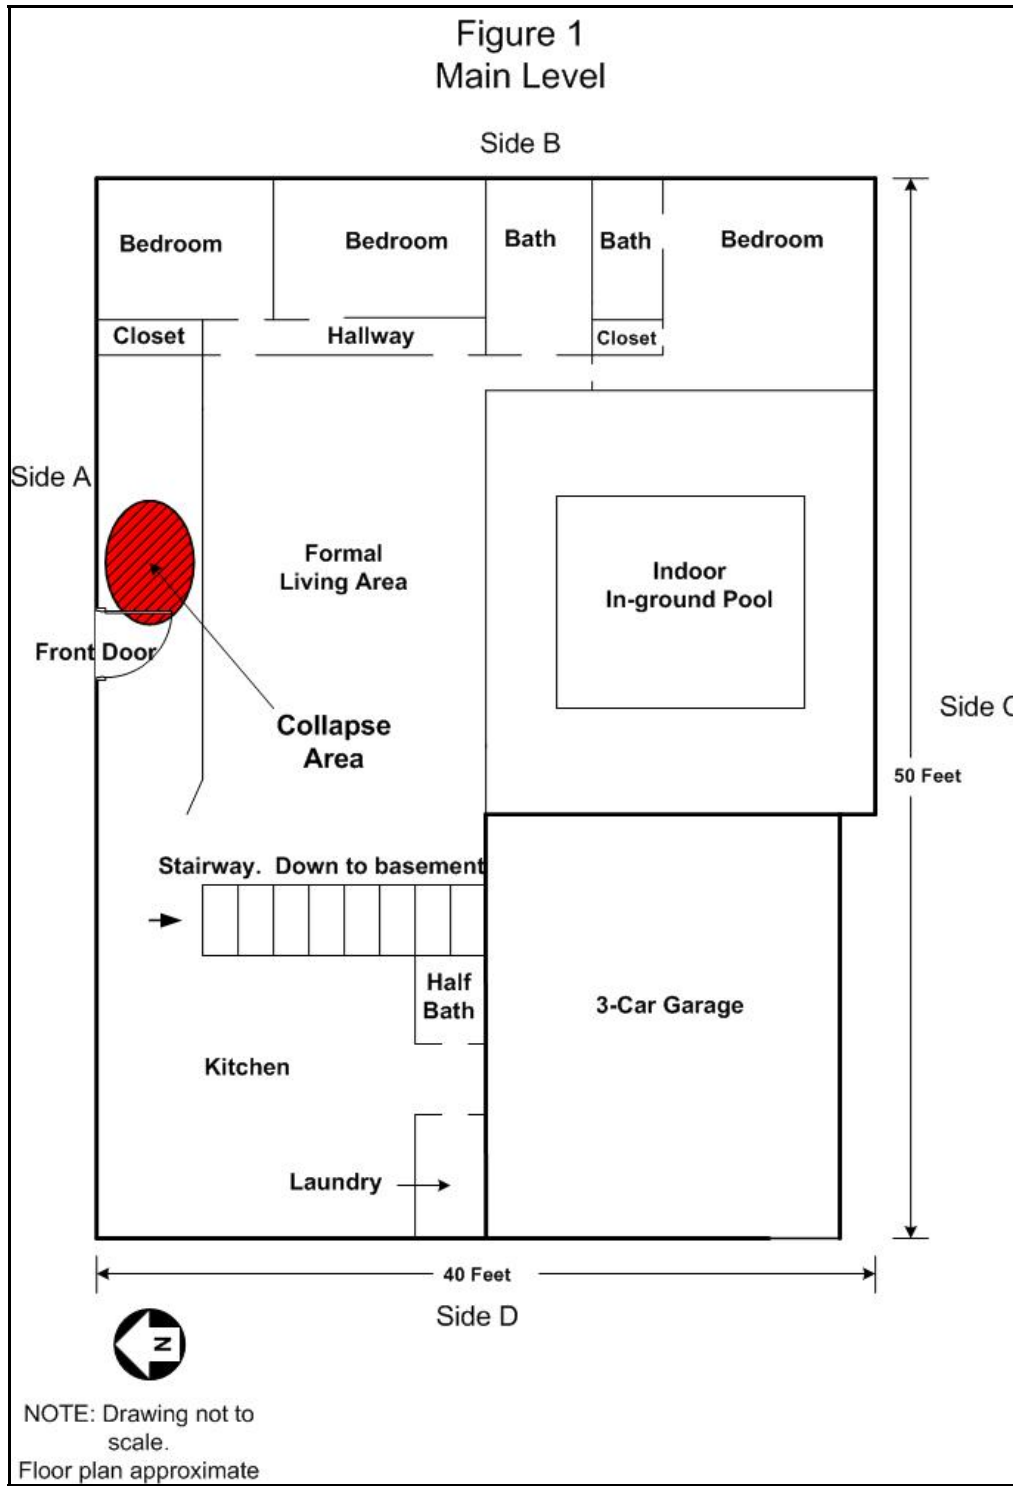 Figure 1
Main Level
Side B
Bedroom
Bedroom
Bath
Bath
Bedroom
Closet
Hallway
Closet
Side A
Formal
Living Area
Indoor
In-ground Pool
Front Door
Collapse
Area
Side C
50 Feet
Stairway. Down to basement
Half
Bath
3-Car Garage
Kitchen
Laundry
40 Feet
Side D
N
NOTE: Drawing not to
scale.
Floor plan approximate